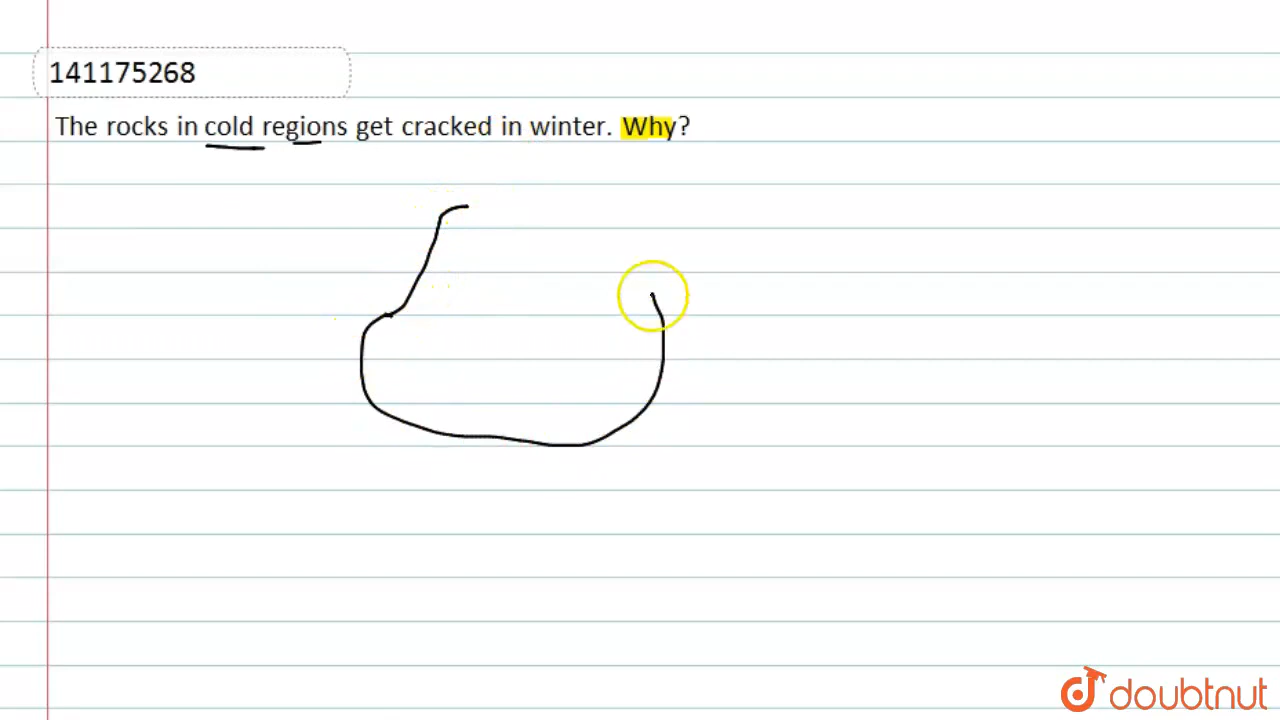 141175268
The rocks in cold regions get cracked in winter. Why?
doubtnut